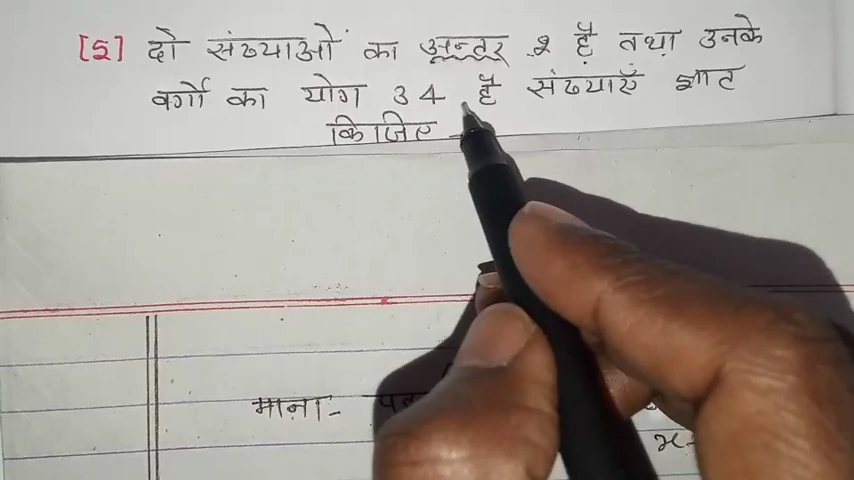 [5] दो संख्याओं का अन्तर 2 है तथा उनके
वर्गो का योग 34 है संख्याएँ ज्ञात
किजिए -
माना-